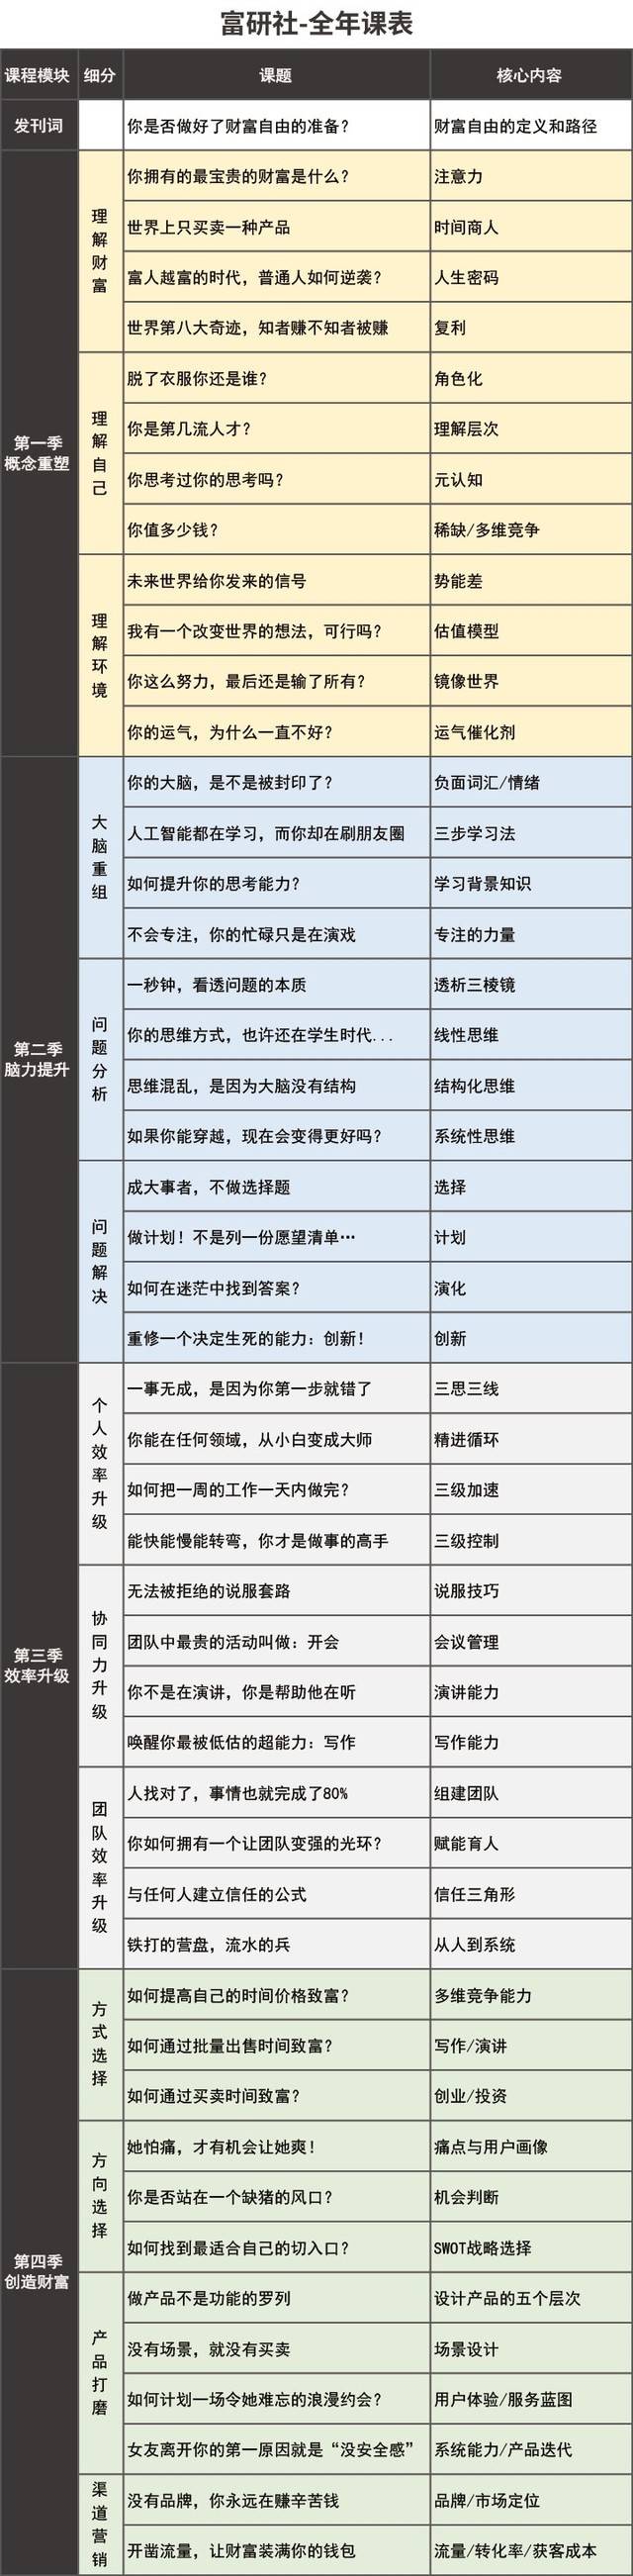 富研社-全年课表
课程模块 细分 课题 核心内容
发刊词 你是否做好了财富自由的准备？ 财富自由的定义和路径
第一季
概念重塑
理解财富
你拥有的最宝贵的财富是什么？ 注意力
世界上只买卖一种产品 时间商人
富人越富的时代，普通人如何逆袭？ 人生密码
世界第八大奇迹，知者赚不知者被赚 复利
理解自己
脱了衣服你还是谁？ 角色化
你是第几流人才？ 理解层次
你思考过你的思考吗？ 元认知
你值多少钱？ 稀缺/多维竞争
理解环境
未来世界给你发来的信号 势能差
我有一个改变世界的想法，可行吗？ 估值模型
你这么努力，最后还是输了所有？ 镜像世界
你的运气，为什么一直不好？ 运气催化剂
第二季
脑力提升
大脑重组
你的大脑，是不是被封印了？ 负面词汇/情绪
人工智能都在学习，而你却在刷朋友圈 三步学习法
如何提升你的思考能力？ 学习背景知识
不会专注，你的忙碌只是在演戏 专注的力量
问题分析
一秒钟，看透问题的本质 透析三棱镜
你的思维方式，也许还在学生时代... 线性思维
思维混乱，是因为大脑没有结构 结构化思维
如果你能穿越，现在会变得更好吗？ 系统性思维
问题解决
成大事者，不做选择题 选择
做计划！不是列一份愿望清单… 计划
如何在迷茫中找到答案？ 演化
重修一个决定生死的能力：创新！ 创新
第三季
效率升级
个人效率升级
一事无成，是因为你第一步就错了 三思三线
你能在任何领域，从小白变成大师 精进循环
如何把一周的工作一天内做完？ 三级加速
能快能慢能转弯，你才是做事的高手 三级控制
协同力升级
无法被拒绝的说服套路 说服技巧
团队中最贵的活动叫做：开会 会议管理
你不是在演讲，你是帮助他在听 演讲能力
唤醒你最被低估的超能力：写作 写作能力
团队效率升级
人找对了，事情也就完成了80% 组建团队
你如何拥有一个让团队变强的光环？ 赋能育人
与任何人建立信任的公式 信任三角形
铁打的营盘，流水的兵 从人到系统
第四季
创造财富
方式选择
如何提高自己的时间价格致富？ 多维竞争能力
如何通过批量出售时间致富？ 写作/演讲
如何通过买卖时间致富？ 创业/投资
方向选择
她怕痛，才有机会让她爽！ 痛点与用户画像
你是否站在一个缺猪的风口？ 机会判断
如何找到最适合自己的切入口？ SWOT战略选择
产品打磨
做产品不是功能的罗列 设计产品的五个层次
没有场景，就没有买卖 场景设计
如何计划一场令她难忘的浪漫约会？ 用户体验/服务蓝图
女友离开你的第一原因就是“没安全感” 系统能力/产品迭代
渠道营销
没有品牌，你永远在赚辛苦钱 品牌/市场定位
开凿流量，让财富装满你的钱包 流量/转化率/获客成本